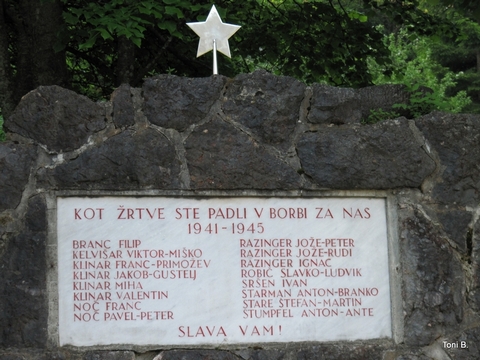 KOT ŽRTVE STE PADLI V BORBI ZA NAS
1941-1945
BRANC FILIP
KELVIŠAR VIKTOR-MIŠKO
KLINAR FRANC-PRIMOŽEV
KLINAR JAKOB-GUSTELJ
KLINAR MIHA
KLINAR VALENTIN
NOČ FRANC
NOČ PAVEL-PETER
RAZINGER JOŽE-PETER
RAZINGER JOŽE-RUDI
RAZINGER IGNAC
ROBIČ SLAVKO-LUDVIK
SRŠEN IVAN
STARMAN ANTON-BRANKO
STARE ŠTEFAN-MARTIN
ŠTUMPFEL ANTON-ANTE
SLAVA VAM!
Toni B.